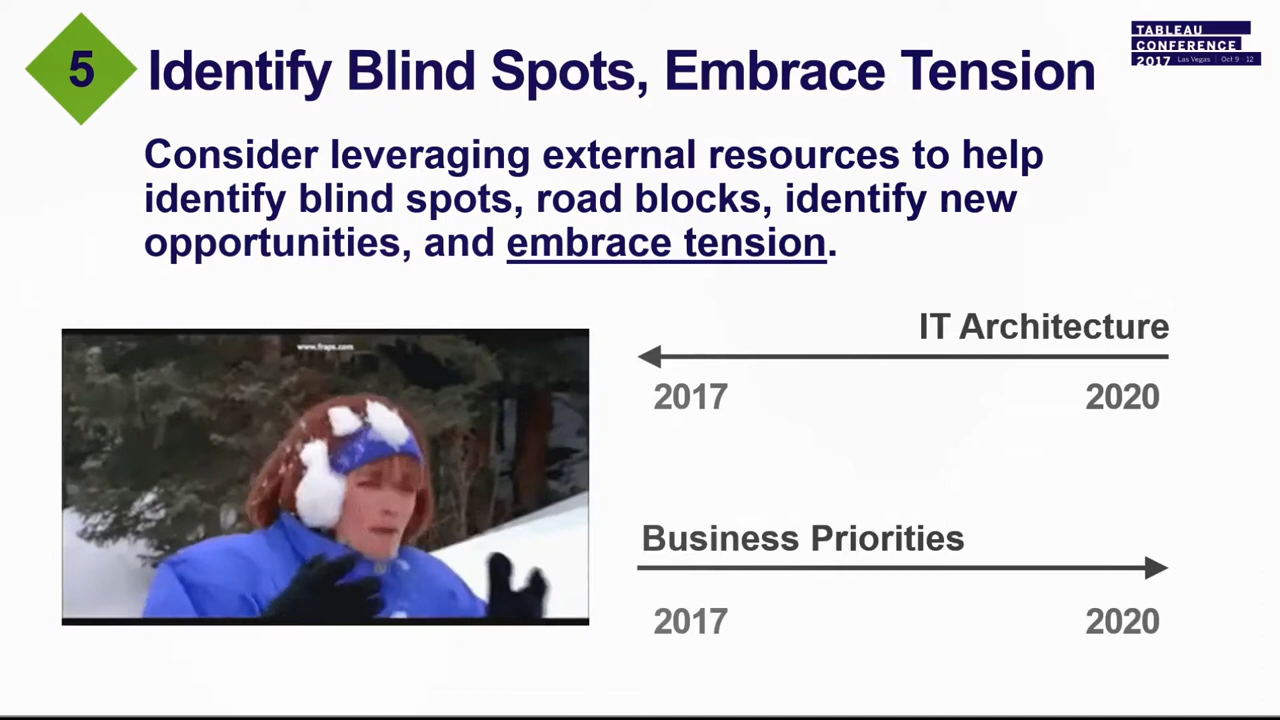 5
Identify Blind Spots, Embrace Tension
TABLEAU
CONFERENCE
2017 Las Vegas | Oct 9 - 12
Consider leveraging external resources to help
identify blind spots, road blocks, identify new
opportunities, and embrace tension.
www.fraps.com
IT Architecture
2017 2020
Business Priorities
2017 2020